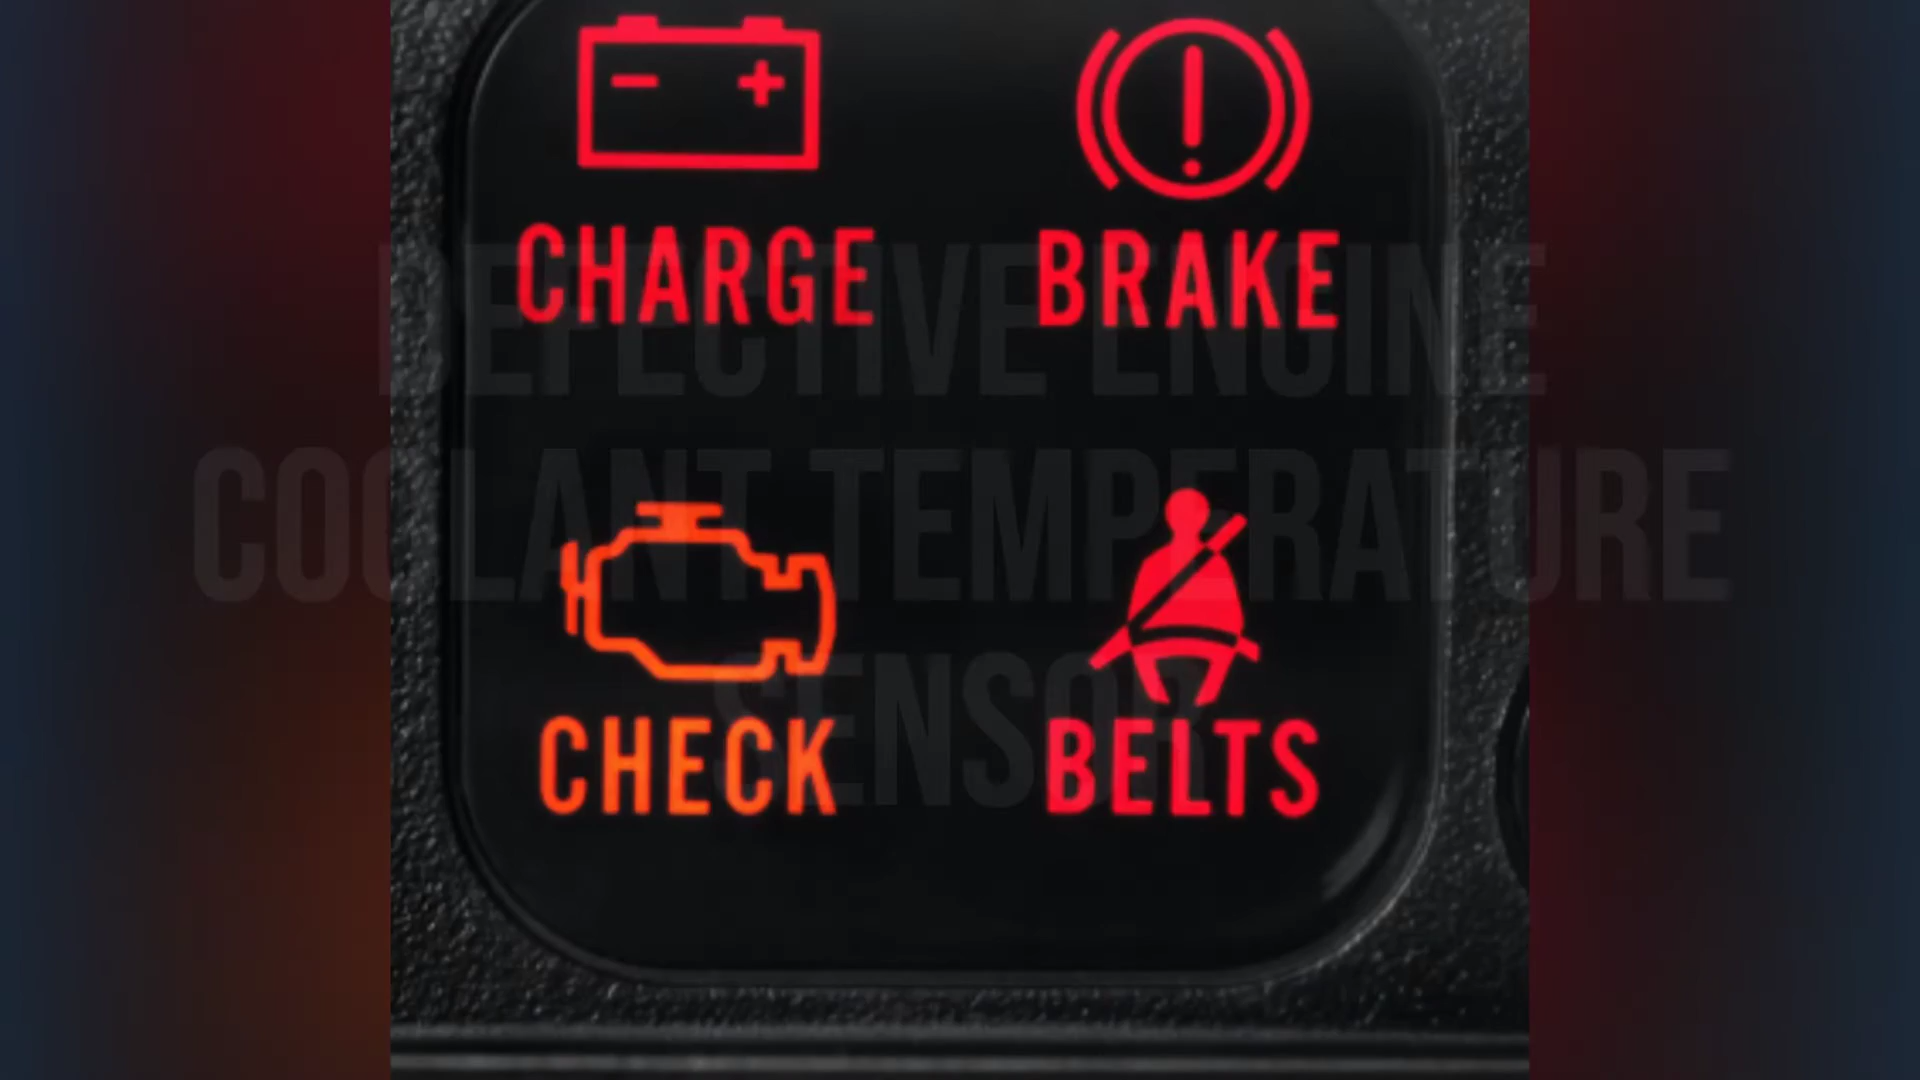 CHARGE BRAKE
DEFECTIVE ENGINE
COOLANT TEMPERATURE
SENSOR
CHECK BELTS